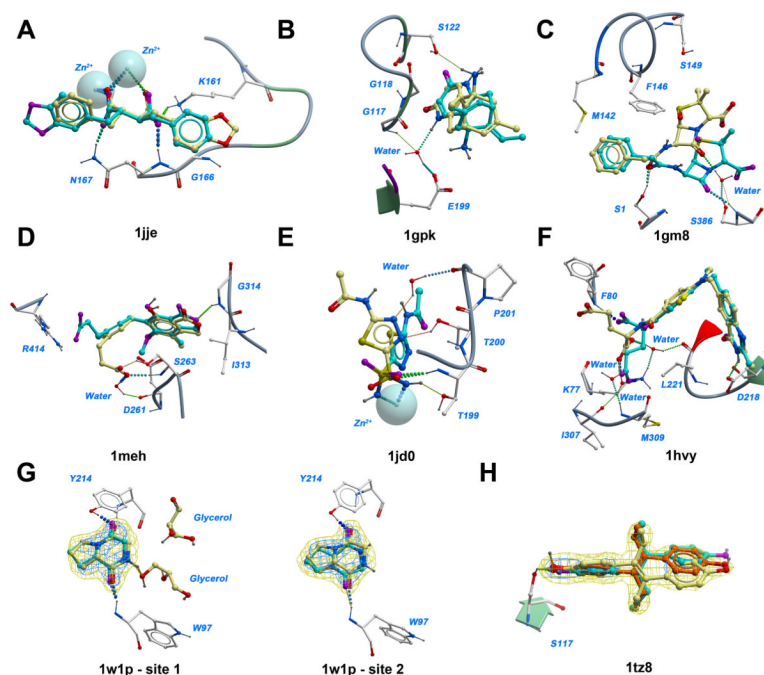 A
Zn²⁺
Zn²⁺
K161
N167
G166
1jje
B
S122
G118
G117
Water
E199
1gpk
C
S149
F146
M142
Water
S1
S386
1gm8
D
G314
R414
S263
I313
Water
D261
1meh
E
Water
P201
T200
T199
Zn²⁺
1jd0
F
F80
Water
Water
K77
L221
Water
D218
I307
M309
1hvy
G
Y214
Glycerol
Glycerol
W97
1w1p - site 1
Y214
W97
1w1p - site 2
H
S117
1tz8